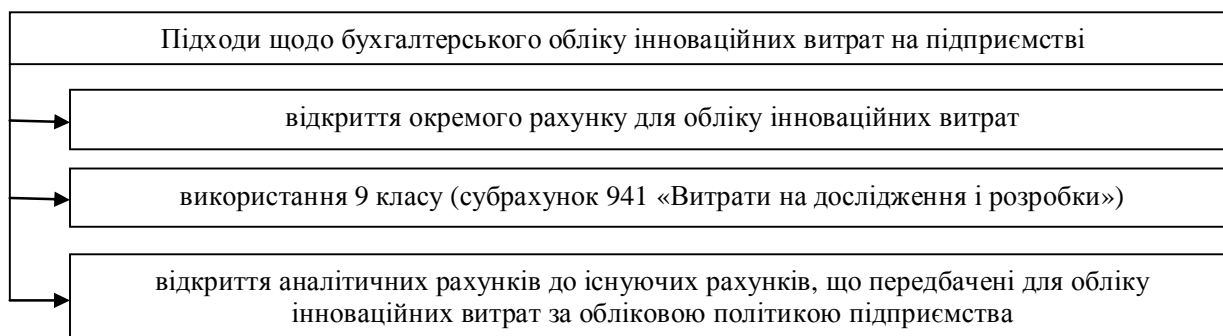 Підходи щодо бухгалтерського обліку інноваційних витрат на підприємстві
відкриття окремого рахунку для обліку інноваційних витрат
використання 9 класу (субрахунок 941 «Витрати на дослідження і розробки»)
відкриття аналітичних рахунків до існуючих рахунків, що передбачені для обліку
інноваційних витрат за обліковою політикою підприємства